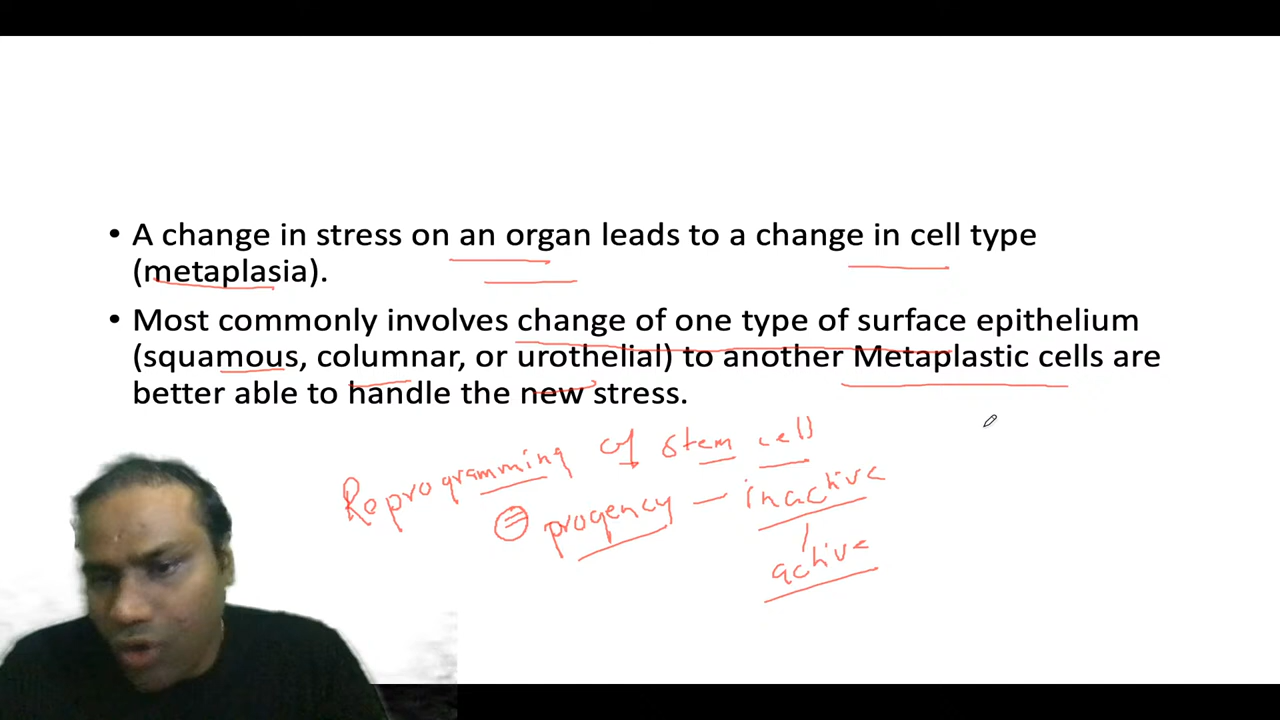 • A change in stress on an organ leads to a change in cell type
(metaplasia).
• Most commonly involves change of one type of surface epithelium
(squamous, columnar, or urothelial) to another Metaplastic cells are
better able to handle the new stress.
Reprogramming of stem cell
progency – inactive
active